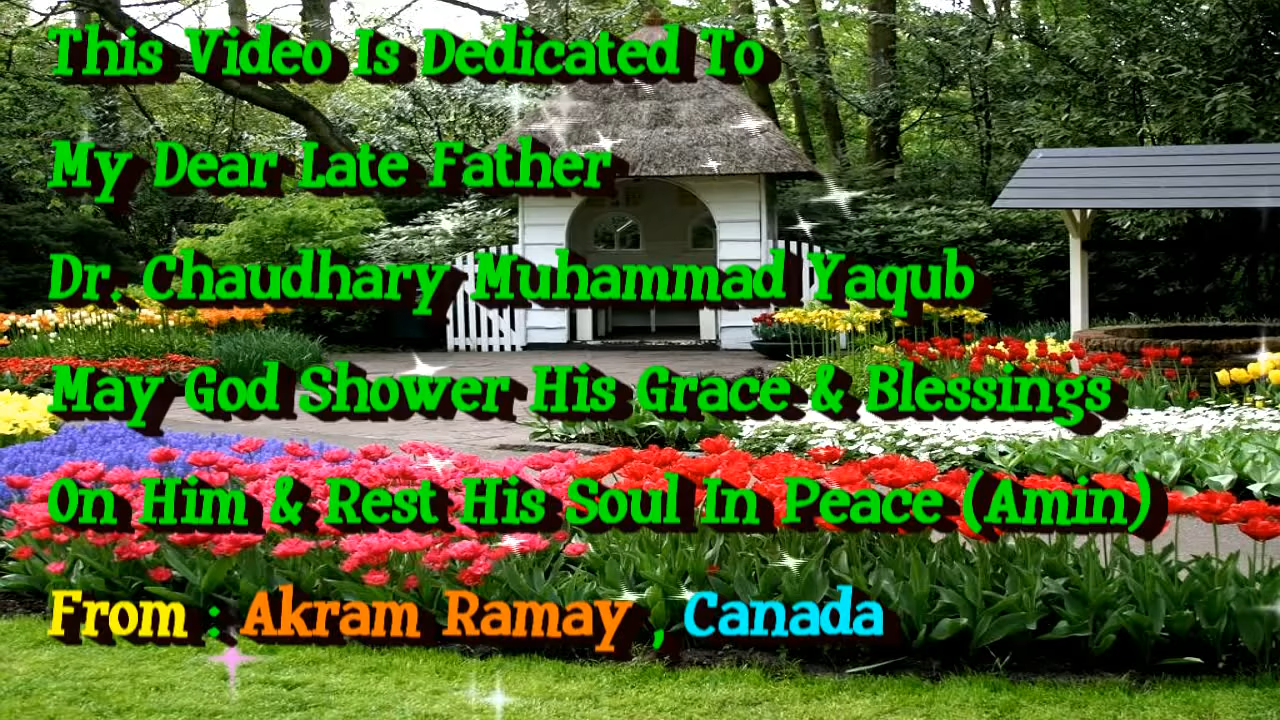 This Video Is Dedicated To
My Dear Late Father
Dr. Chaudhary Muhammad Yaqub
May God Shower His Grace & Blessings
On Him & Rest His Soul In Peace (Amin)
From : Akram Ramay , Canada